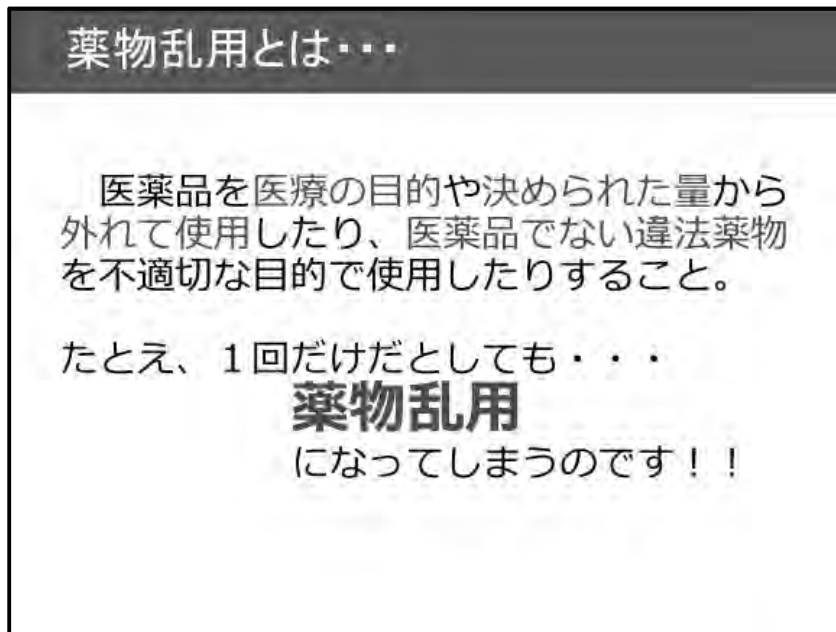 薬物乱用とは･･･
医薬品を医療の目的や決められた量から
外れて使用したり、医薬品でない違法薬物
を不適切な目的で使用したりすること。
たとえ、１回だけだとしても・・・
薬物乱用
になってしまうのです！！